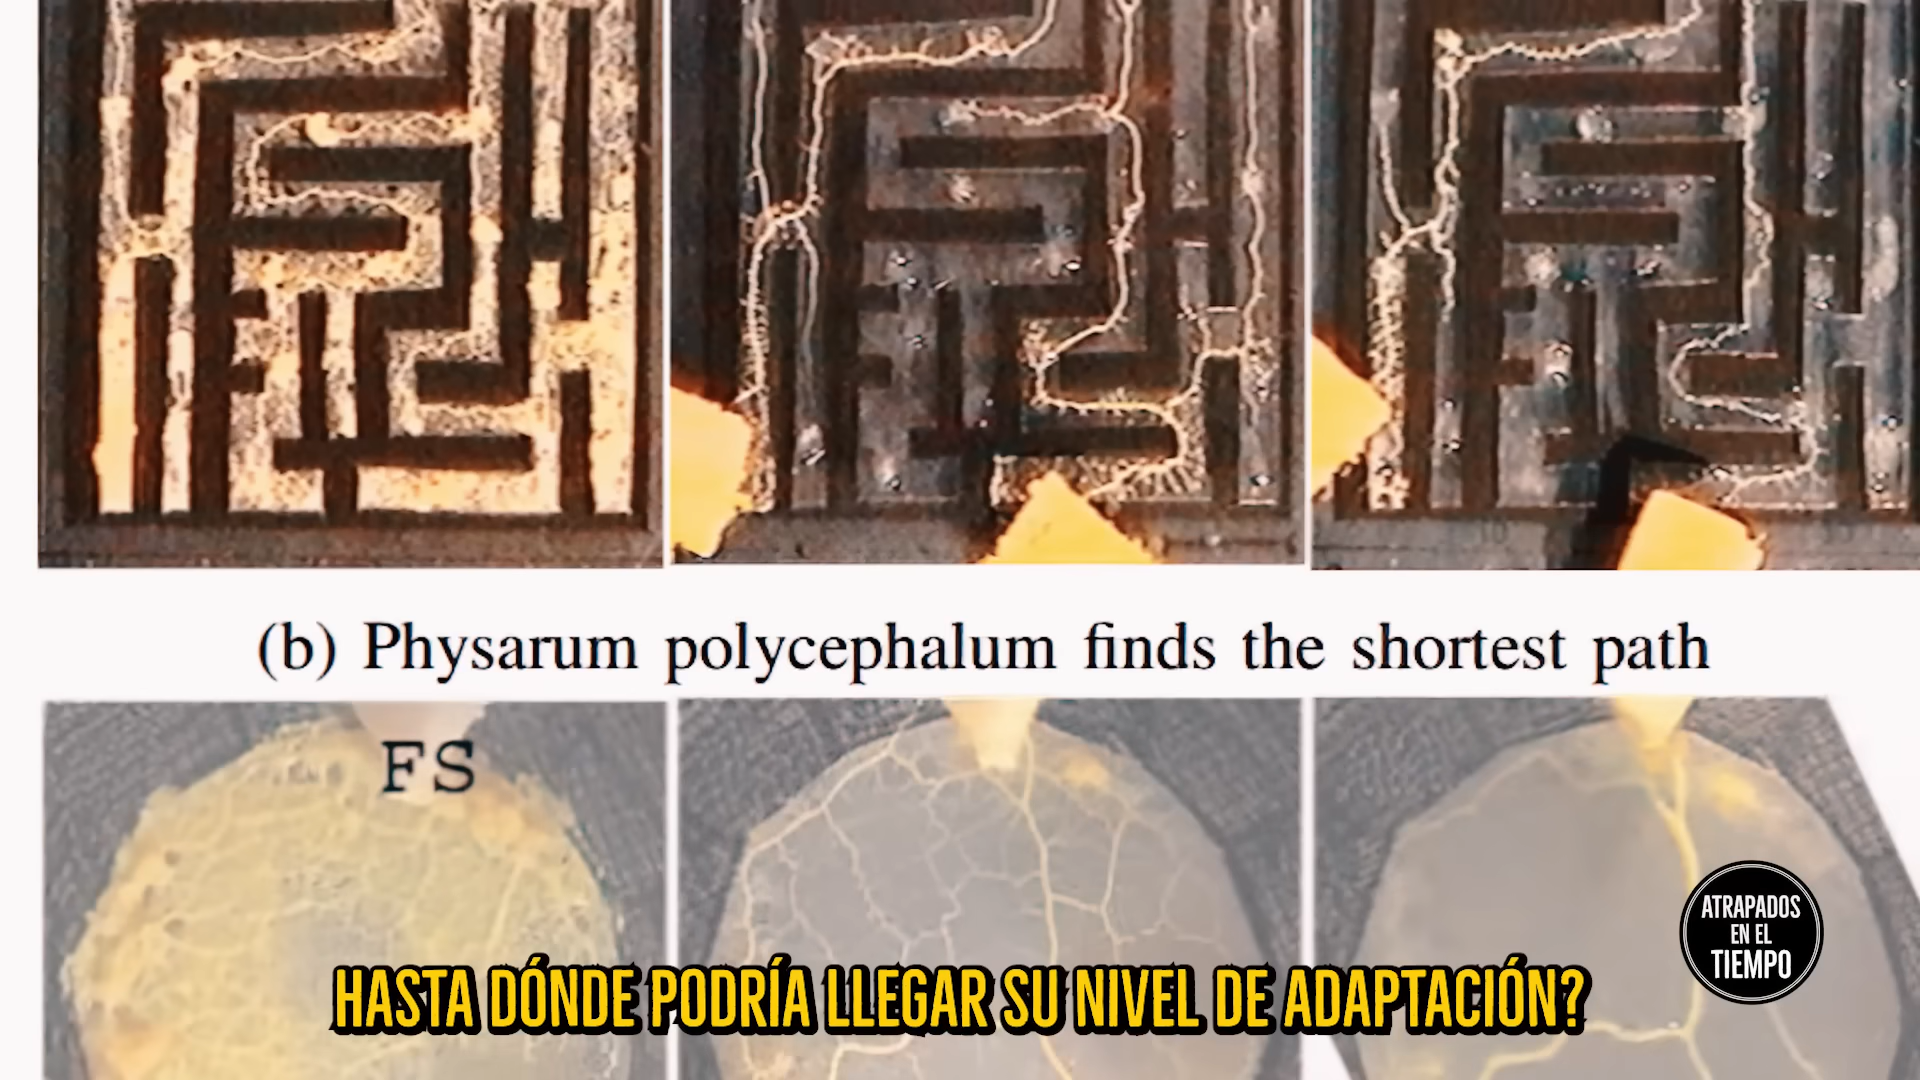 (b) Physarum polycephalum finds the shortest path
FS
ATRAPADOS
EN EL
TIEMPO
HASTA DÓNDE PODRÍA LLEGAR SU NIVEL DE ADAPTACIÓN?